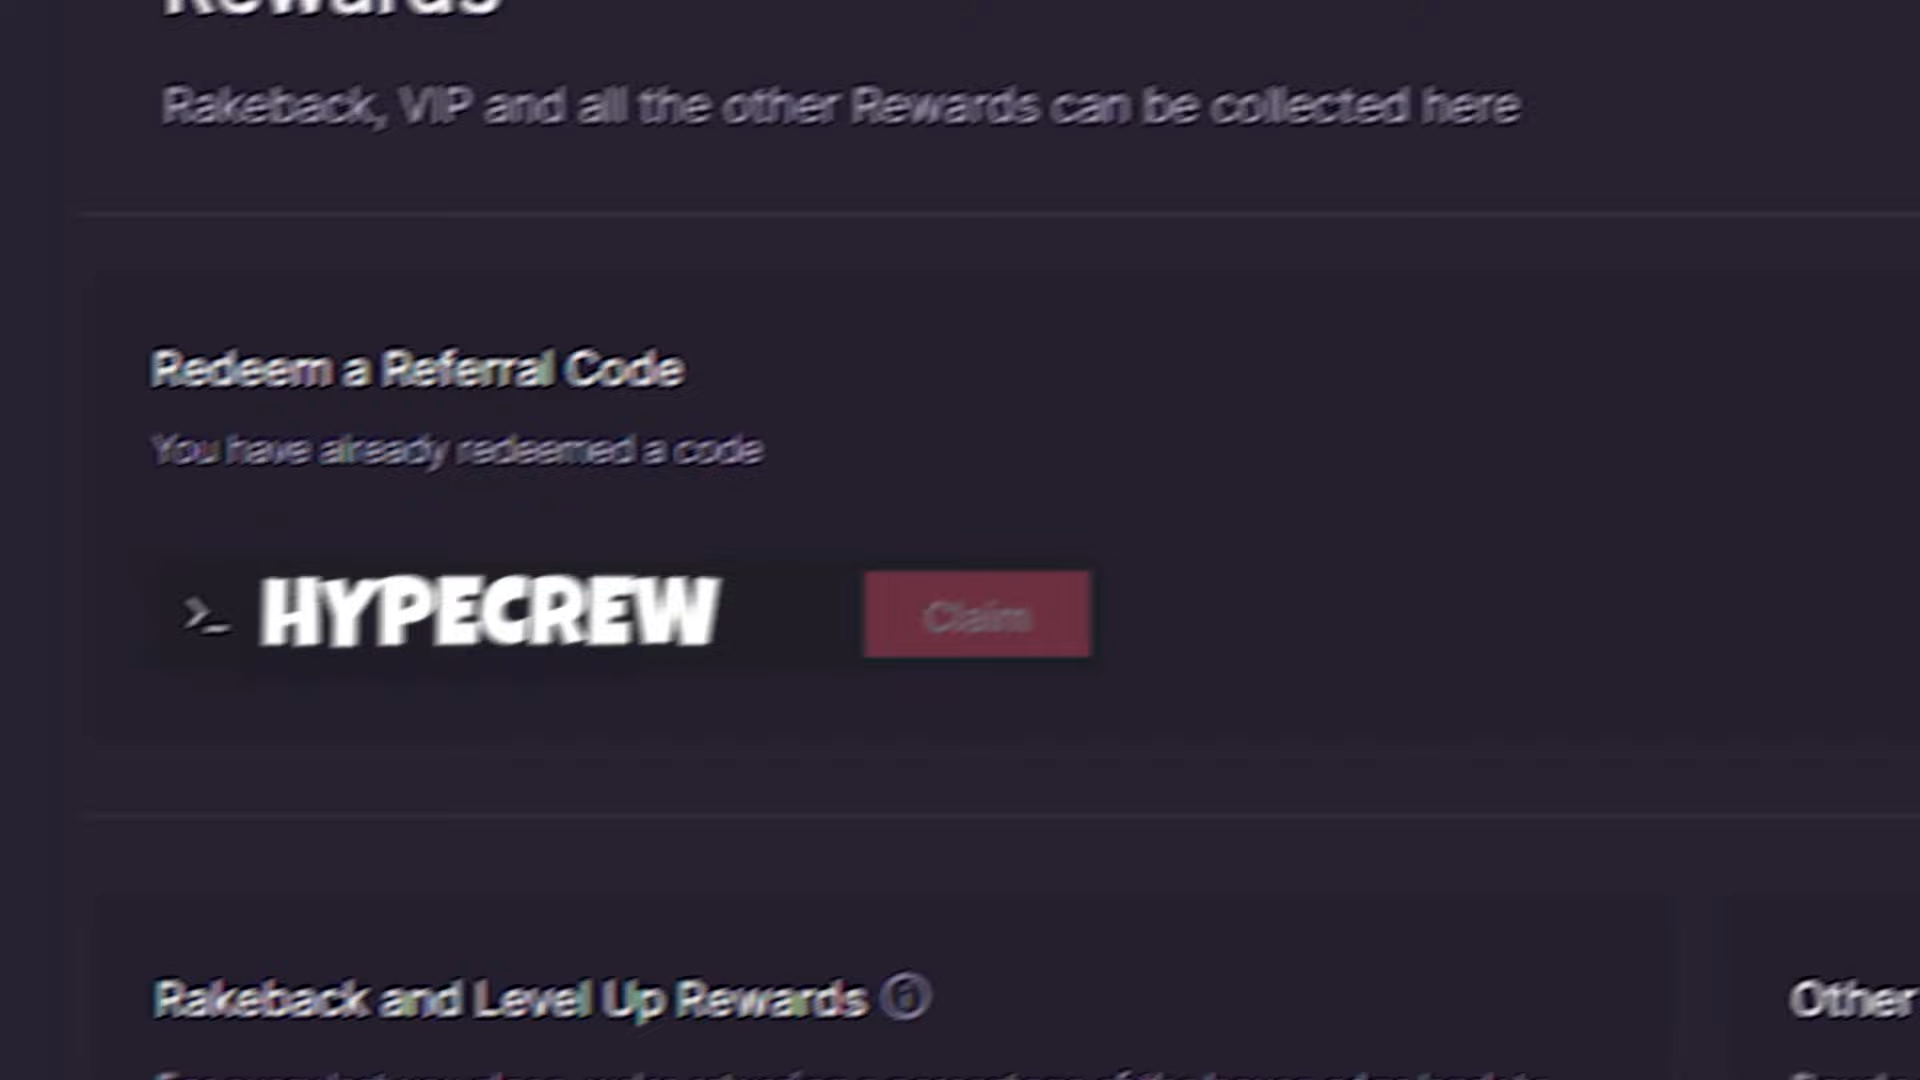 Rewards
Rakeback, VIP and all the other Rewards can be collected here
Redeem a Referral Code
You have already redeemed a code
>_ HYPECREW
Claim
Rakeback and Level Up Rewards
Other